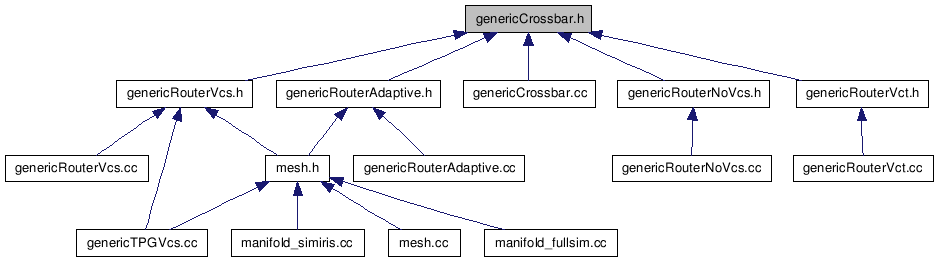 genericCrossbar.h
genericRouterVcs.h
genericRouterAdaptive.h
genericCrossbar.cc
genericRouterNoVcs.h
genericRouterVct.h
genericRouterVcs.cc
mesh.h
genericRouterAdaptive.cc
genericRouterNoVcs.cc
genericRouterVct.cc
genericTPGVcs.cc
manifold_simiris.cc
mesh.cc
manifold_fullsim.cc